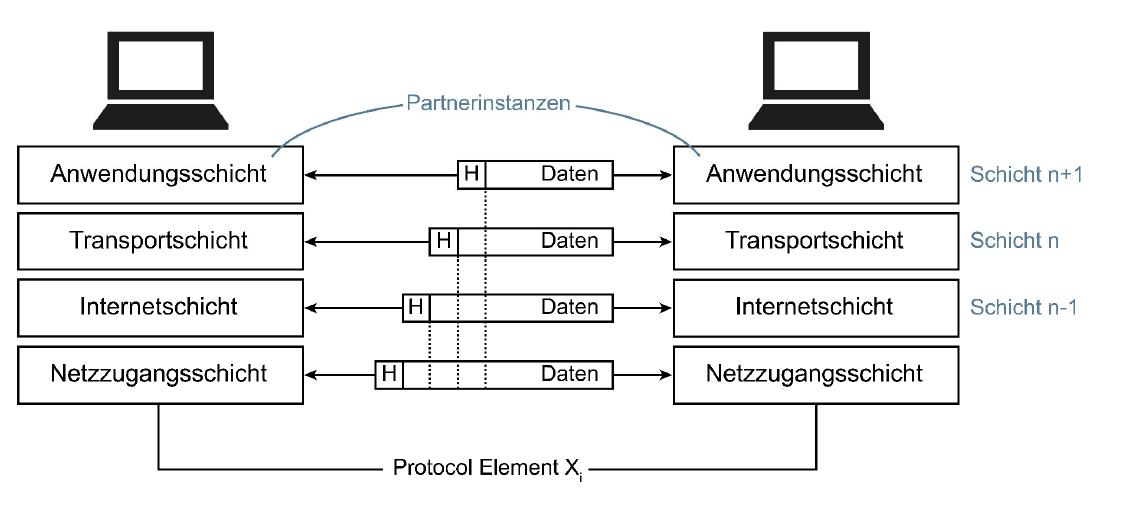 Partnerinstanzen
Anwendungsschicht H Daten Anwendungsschicht Schicht n+1
Transportschicht H Daten Transportschicht Schicht n
Internetschicht H Daten Internetschicht Schicht n-1
Netzzugangsschicht H Daten Netzzugangsschicht
Protocol Element Xi